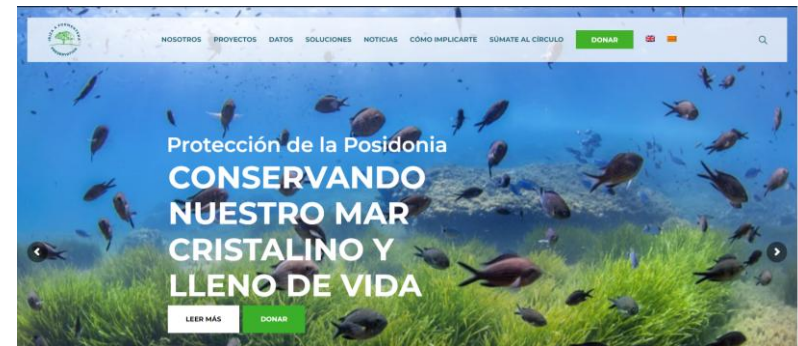 NOSOTROS PROYECTOS DATOS SOLUCIONES NOTICIAS CÓMO IMPLICARTE SÚMATE AL CÍRCULO DONAR
Protección de la Posidonia
CONSERVANDO
NUESTRO MAR
CRISTALINO Y
LLENO DE VIDA
LEER MÁS DONAR